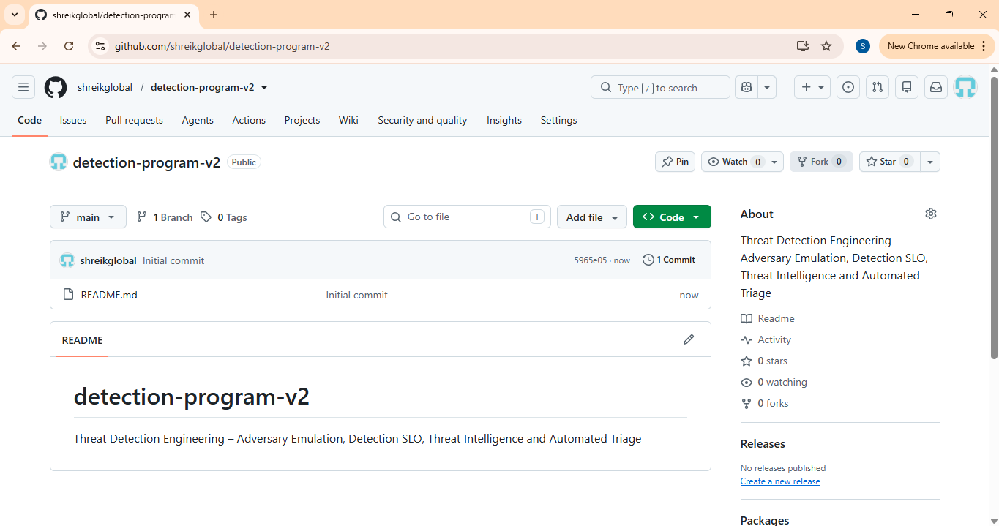 shreikglobal/detection-program
github.com/shreikglobal/detection-program-v2
S
New Chrome available
shreikglobal / detection-program-v2
Type / to search
Code Issues Pull requests Agents Actions Projects Wiki Security and quality Insights Settings
detection-program-v2 Public
Pin Watch 0 Fork 0 Star 0
main 1 Branch 0 Tags
Go to file T Add file Code
shreikglobal Initial commit 5965e05 · now 1 Commit
README.md Initial commit now
README
detection-program-v2
Threat Detection Engineering – Adversary Emulation, Detection SLO, Threat Intelligence and Automated Triage
About
Threat Detection Engineering –
Adversary Emulation, Detection SLO,
Threat Intelligence and Automated
Triage
Readme
Activity
0 stars
0 watching
0 forks
Releases
No releases published
Create a new release
Packages